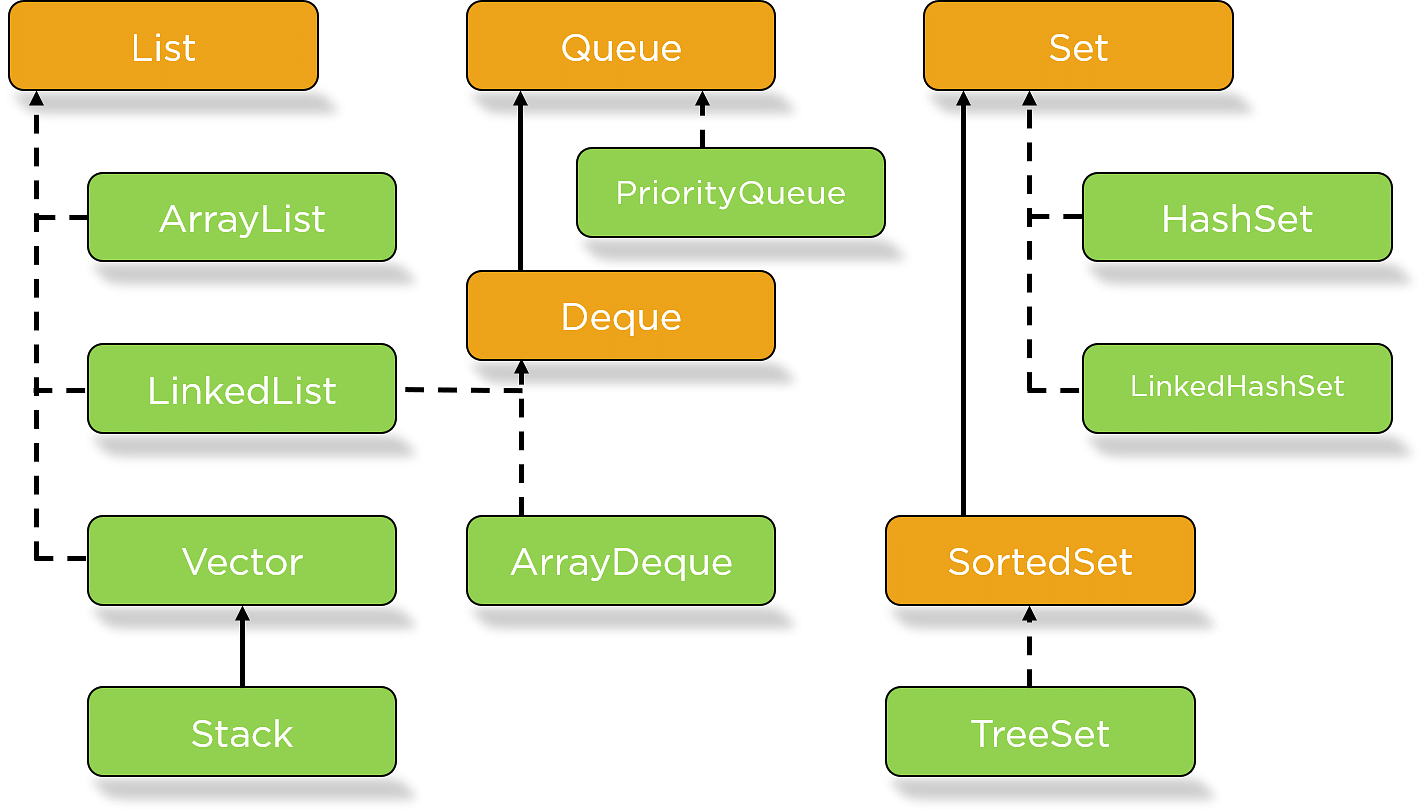 List
Queue
Set
PriorityQueue
ArrayList
HashSet
Deque
LinkedList
LinkedHashSet
Vector
ArrayDeque
SortedSet
Stack
TreeSet